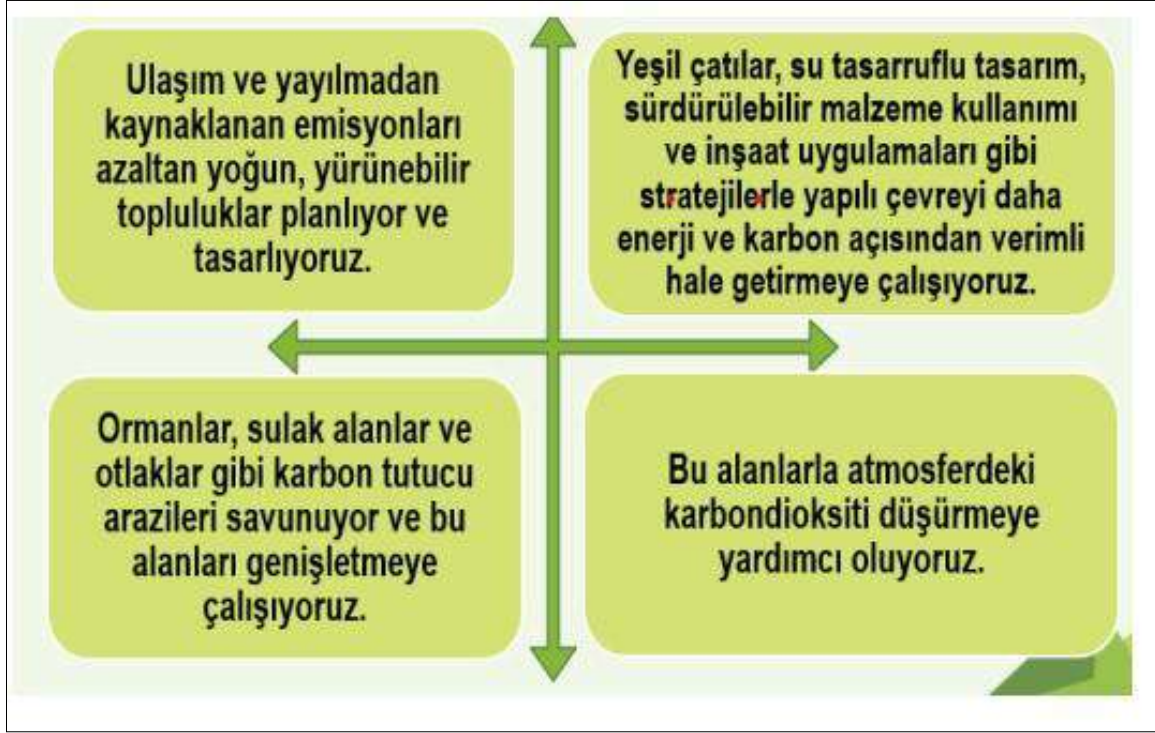 Ulaşım ve yayılmadan
kaynaklanan emisyonları
azaltan yoğun, yürünebilir
topluluklar planlıyor ve
tasarlıyoruz.
Yeşil çatılar, su tasarruflu tasarım,
sürdürülebilir malzeme kullanımı
ve inşaat uygulamaları gibi
stratejilerle yapılı çevreyi daha
enerji ve karbon açısından verimli
hale getirmeye çalışıyoruz.
Ormanlar, sulak alanlar ve
otlaklar gibi karbon tutucu
arazileri savunuyor ve bu
alanları genişletmeye
çalışıyoruz.
Bu alanlarla atmosferdeki
karbondioksiti düşürmeye
yardımcı oluyoruz.